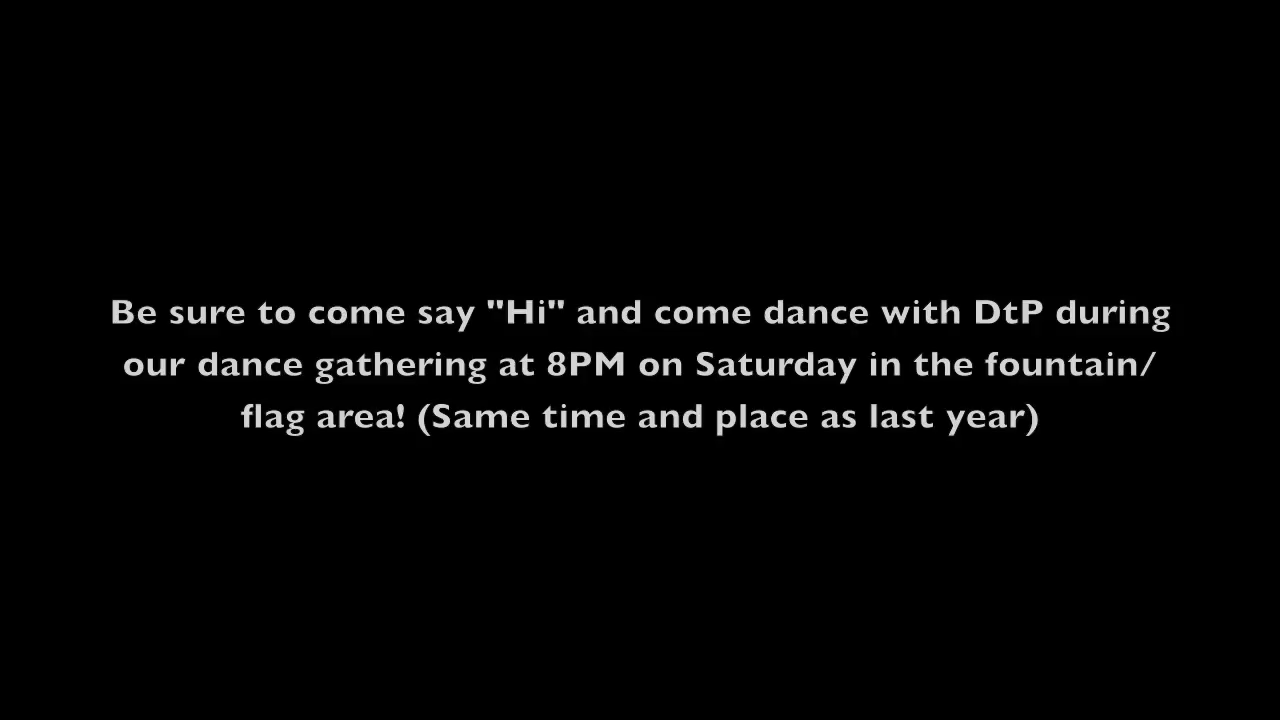 Be sure to come say "Hi" and come dance with DtP during
our dance gathering at 8PM on Saturday in the fountain/
flag area! (Same time and place as last year)